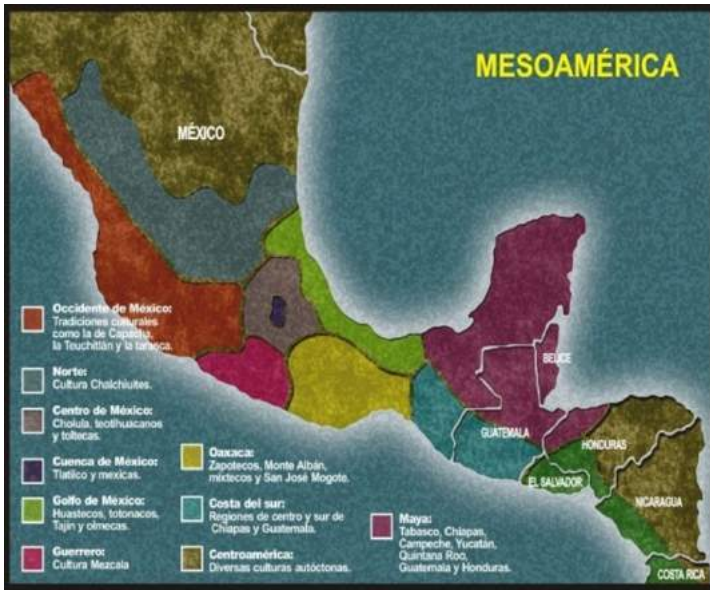 MESOAMÉRICA
MÉXICO
BELICE
GUATEMALA
HONDURAS
EL SALVADOR
NICARAGUA
COSTA RICA
Occidente de México:
Tradiciones culturales
como la de Capacha,
la Teuchitlán y la tarasca.
Norte:
Cultura Chalchiuites.
Centro de México:
Cholula, teotihuacanos
y toltecas.
Cuenca de México:
Tlatilco y mexicas.
Golfo de México:
Huastecos, totonacos,
Tajín y olmecas.
Guerrero:
Cultura Mezcala
Oaxaca:
Zapotecos, Monte Albán,
mixtecos y San José Mogote.
Costa del sur:
Regiones de centro y sur de
Chiapas y Guatemala.
Centroamérica:
Diversas culturas autóctonas.
Maya:
Tabasco, Chiapas,
Campeche, Yucatán,
Quintana Roo,
Guatemala y Honduras.